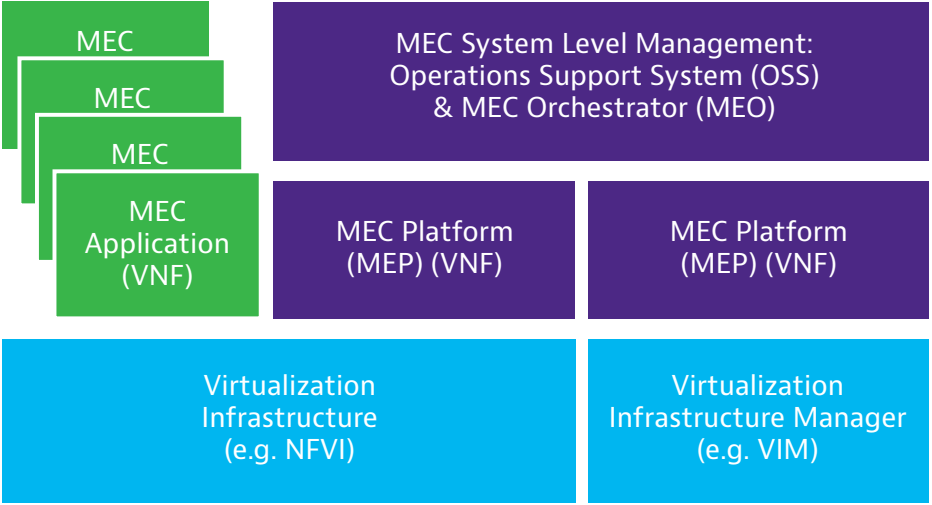 MEC
MEC
MEC
MEC
Application
(VNF)
MEC System Level Management:
Operations Support System (OSS)
& MEC Orchestrator (MEO)
MEC Platform
(MEP) (VNF)
MEC Platform
(MEP) (VNF)
Virtualization
Infrastructure
(e.g. NFVI)
Virtualization
Infrastructure Manager
(e.g. VIM)